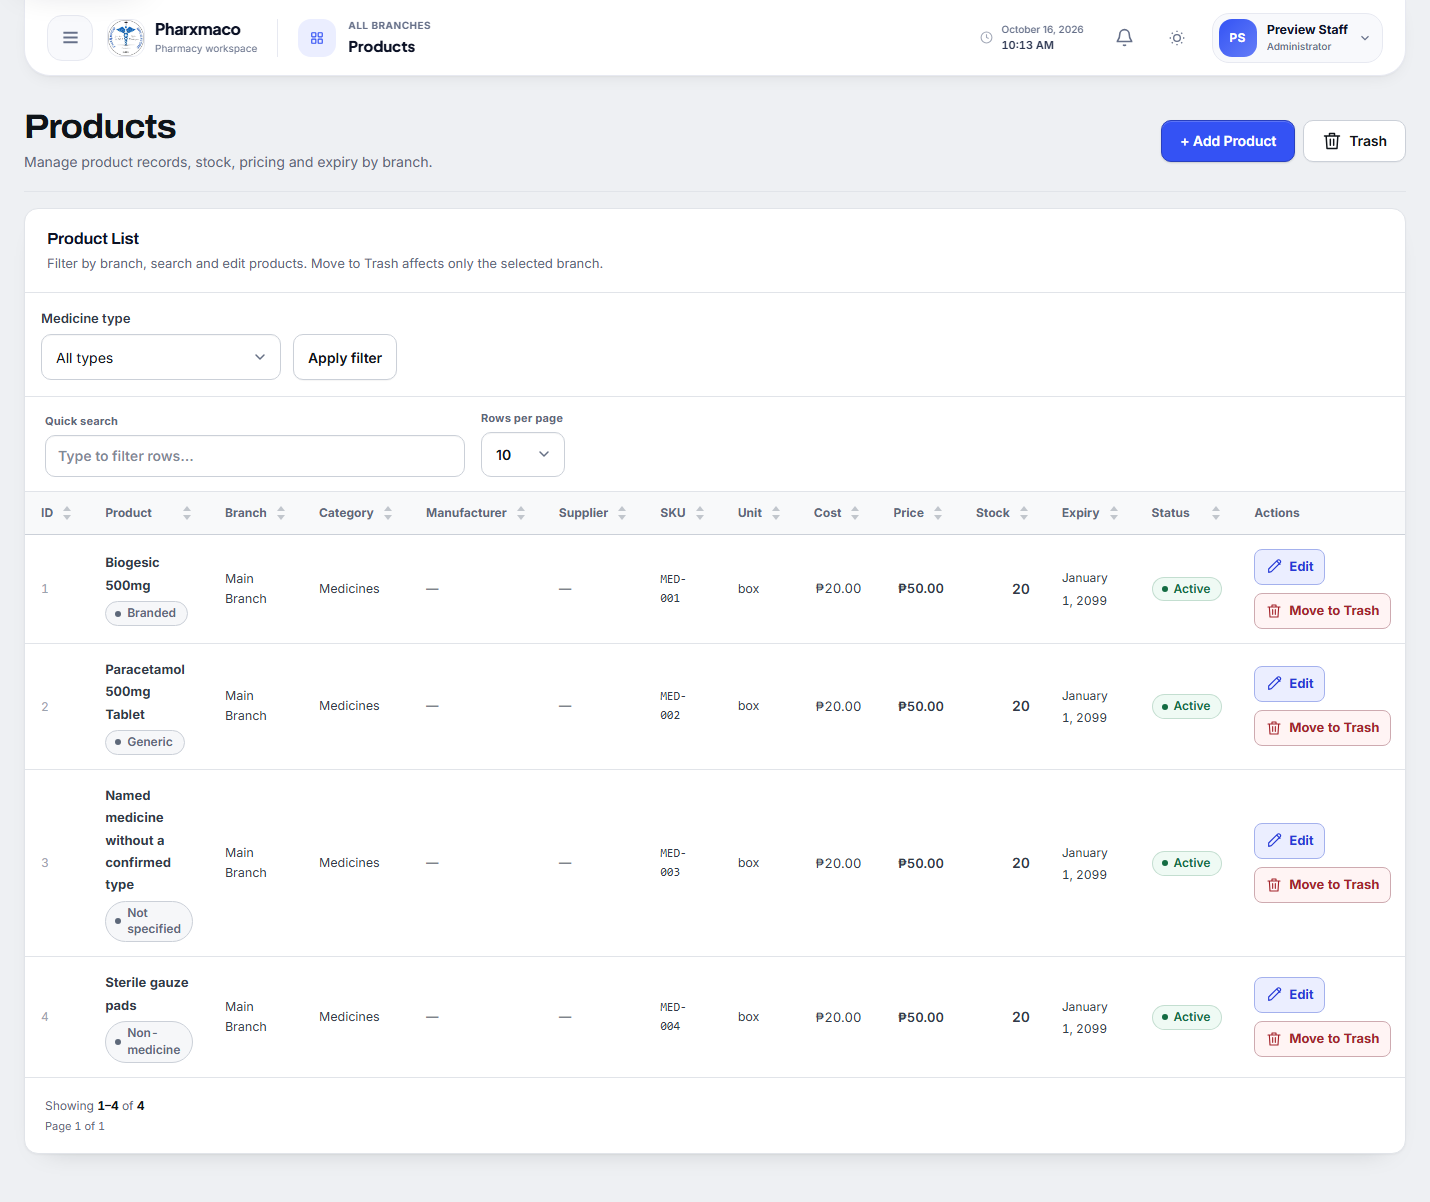 Pharxmaco
Pharmacy workspace
ALL BRANCHES
Products
October 16, 2026
10:13 AM
PS
Preview Staff
Administrator
Products
Manage product records, stock, pricing and expiry by branch.
+ Add Product
Trash
Product List
Filter by branch, search and edit products. Move to Trash affects only the selected branch.
Medicine type
All types
Apply filter
Quick search
Rows per page
Type to filter rows...
10
ID Product Branch Category Manufacturer Supplier SKU Unit Cost Price Stock Expiry Status Actions
1
Biogesic
500mg
Branded
Main
Branch
Medicines
—
—
MED-
001
box
₱20.00
₱50.00
20
January
1, 2099
Active
Edit
Move to Trash
2
Paracetamol
500mg
Tablet
Generic
Main
Branch
Medicines
—
—
MED-
002
box
₱20.00
₱50.00
20
January
1, 2099
Active
Edit
Move to Trash
3
Named
medicine
without a
confirmed
type
Not
specified
Main
Branch
Medicines
—
—
MED-
003
box
₱20.00
₱50.00
20
January
1, 2099
Active
Edit
Move to Trash
4
Sterile gauze
pads
Non-
medicine
Main
Branch
Medicines
—
—
MED-
004
box
₱20.00
₱50.00
20
January
1, 2099
Active
Edit
Move to Trash
Showing 1–4 of 4
Page 1 of 1